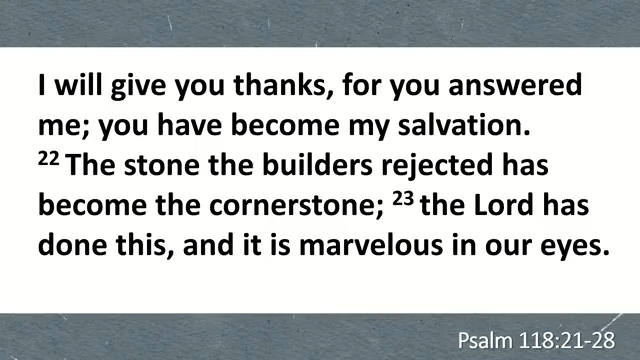 I will give you thanks, for you answered
me; you have become my salvation.
22 The stone the builders rejected has
become the cornerstone; 23 the Lord has
done this, and it is marvelous in our eyes.
Psalm 118:21-28